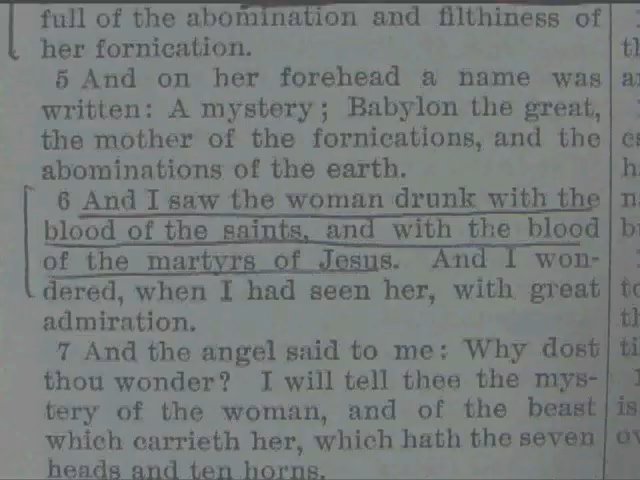 full of the abomination and filthiness of
her fornication.
5 And on her forehead a name was
written: A mystery; Babylon the great,
the mother of the fornications, and the
abominations of the earth.
6 And I saw the woman drunk with the
blood of the saints, and with the blood
of the martyrs of Jesus. And I won-
dered, when I had seen her, with great
admiration.
7 And the angel said to me: Why dost
thou wonder? I will tell thee the mys-
tery of the woman, and of the beast
which carrieth her, which hath the seven
heads and ten horns.